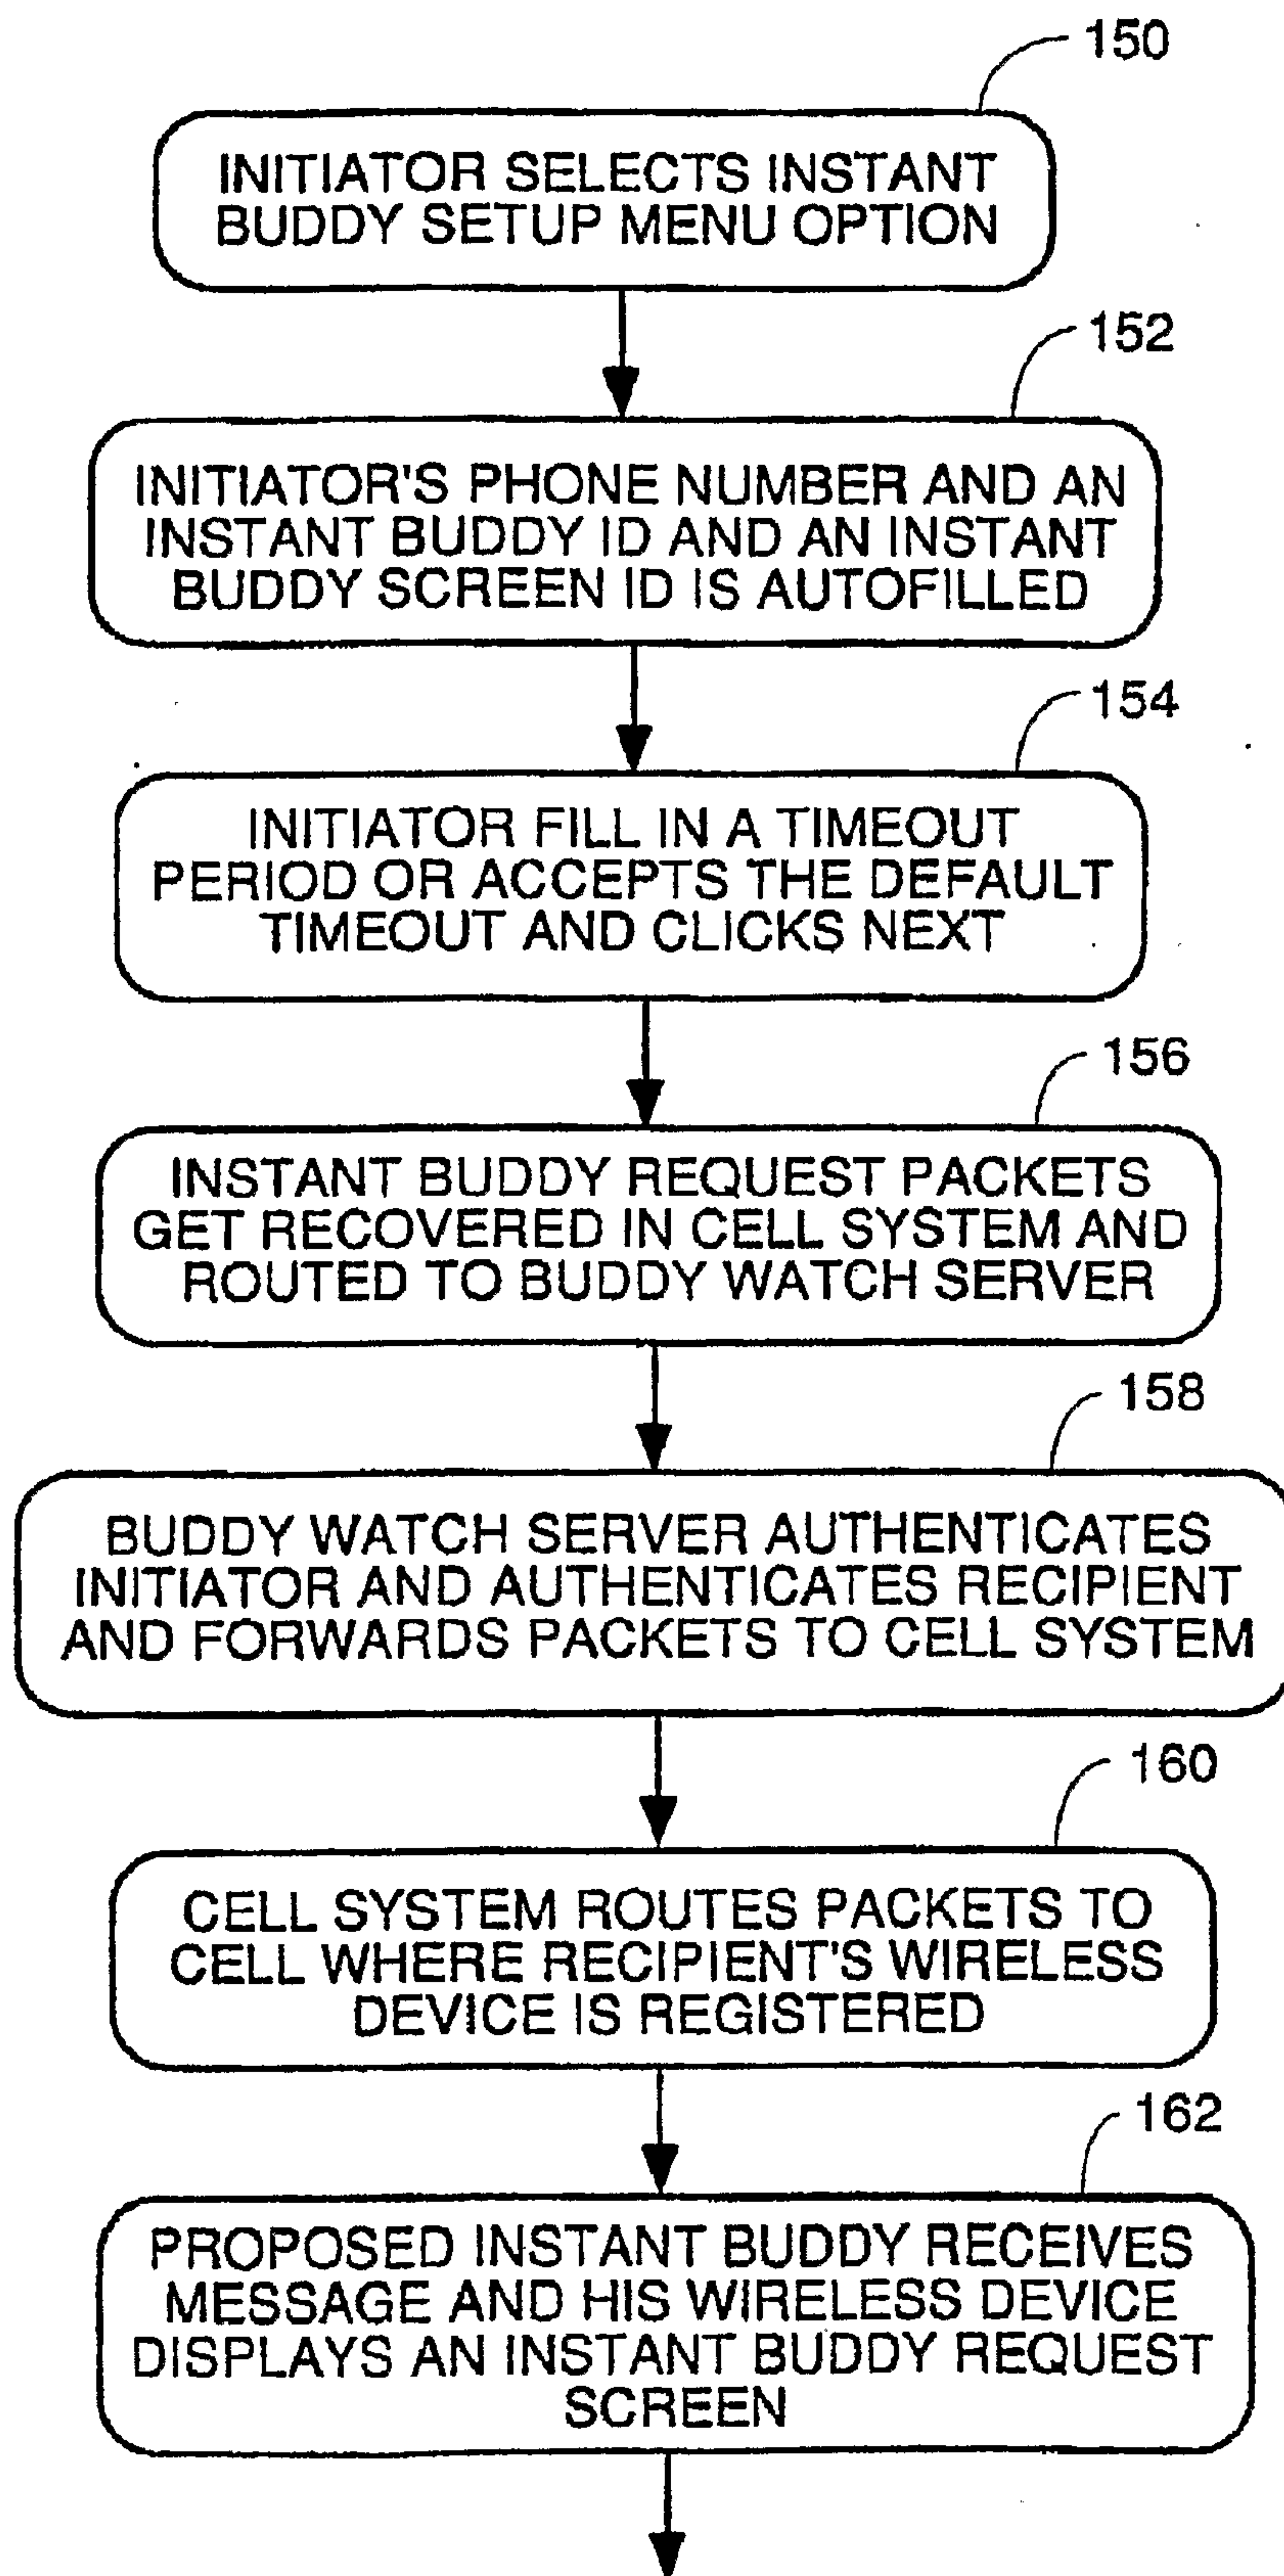 150
INITIATOR SELECTS INSTANT
BUDDY SETUP MENU OPTION
152
INITIATOR'S PHONE NUMBER AND AN
INSTANT BUDDY ID AND AN INSTANT
BUDDY SCREEN ID IS AUTOFILLED
154
INITIATOR FILL IN A TIMEOUT
PERIOD OR ACCEPTS THE DEFAULT
TIMEOUT AND CLICKS NEXT
156
INSTANT BUDDY REQUEST PACKETS
GET RECOVERED IN CELL SYSTEM AND
ROUTED TO BUDDY WATCH SERVER
158
BUDDY WATCH SERVER AUTHENTICATES
INITIATOR AND AUTHENTICATES RECIPIENT
AND FORWARDS PACKETS TO CELL SYSTEM
160
CELL SYSTEM ROUTES PACKETS TO
CELL WHERE RECIPIENT'S WIRELESS
DEVICE IS REGISTERED
162
PROPOSED INSTANT BUDDY RECEIVES
MESSAGE AND HIS WIRELESS DEVICE
DISPLAYS AN INSTANT BUDDY REQUEST
SCREEN